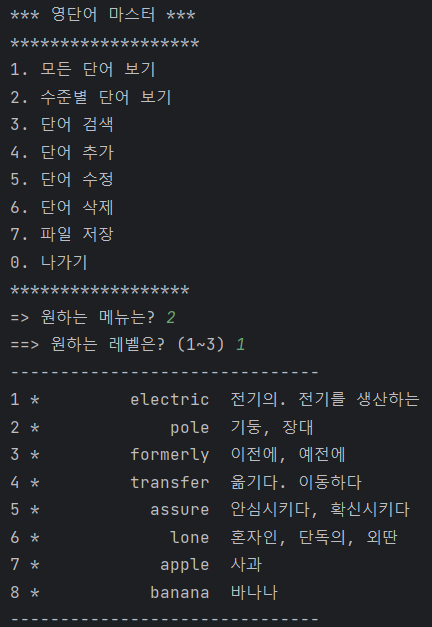 *** 영단어 마스터 ***
*******************
1. 모든 단어 보기
2. 수준별 단어 보기
3. 단어 검색
4. 단어 추가
5. 단어 수정
6. 단어 삭제
7. 파일 저장
0. 나가기
******************
=> 원하는 메뉴는? 2
==> 원하는 레벨은? (1~3) 1
-------------------------------
1 * electric 전기의. 전기를 생산하는
2 * pole 기둥, 장대
3 * formerly 이전에, 예전에
4 * transfer 옮기다. 이동하다
5 * assure 안심시키다, 확신시키다
6 * lone 혼자인, 단독의, 외딴
7 * apple 사과
8 * banana 바나나
-------------------------------